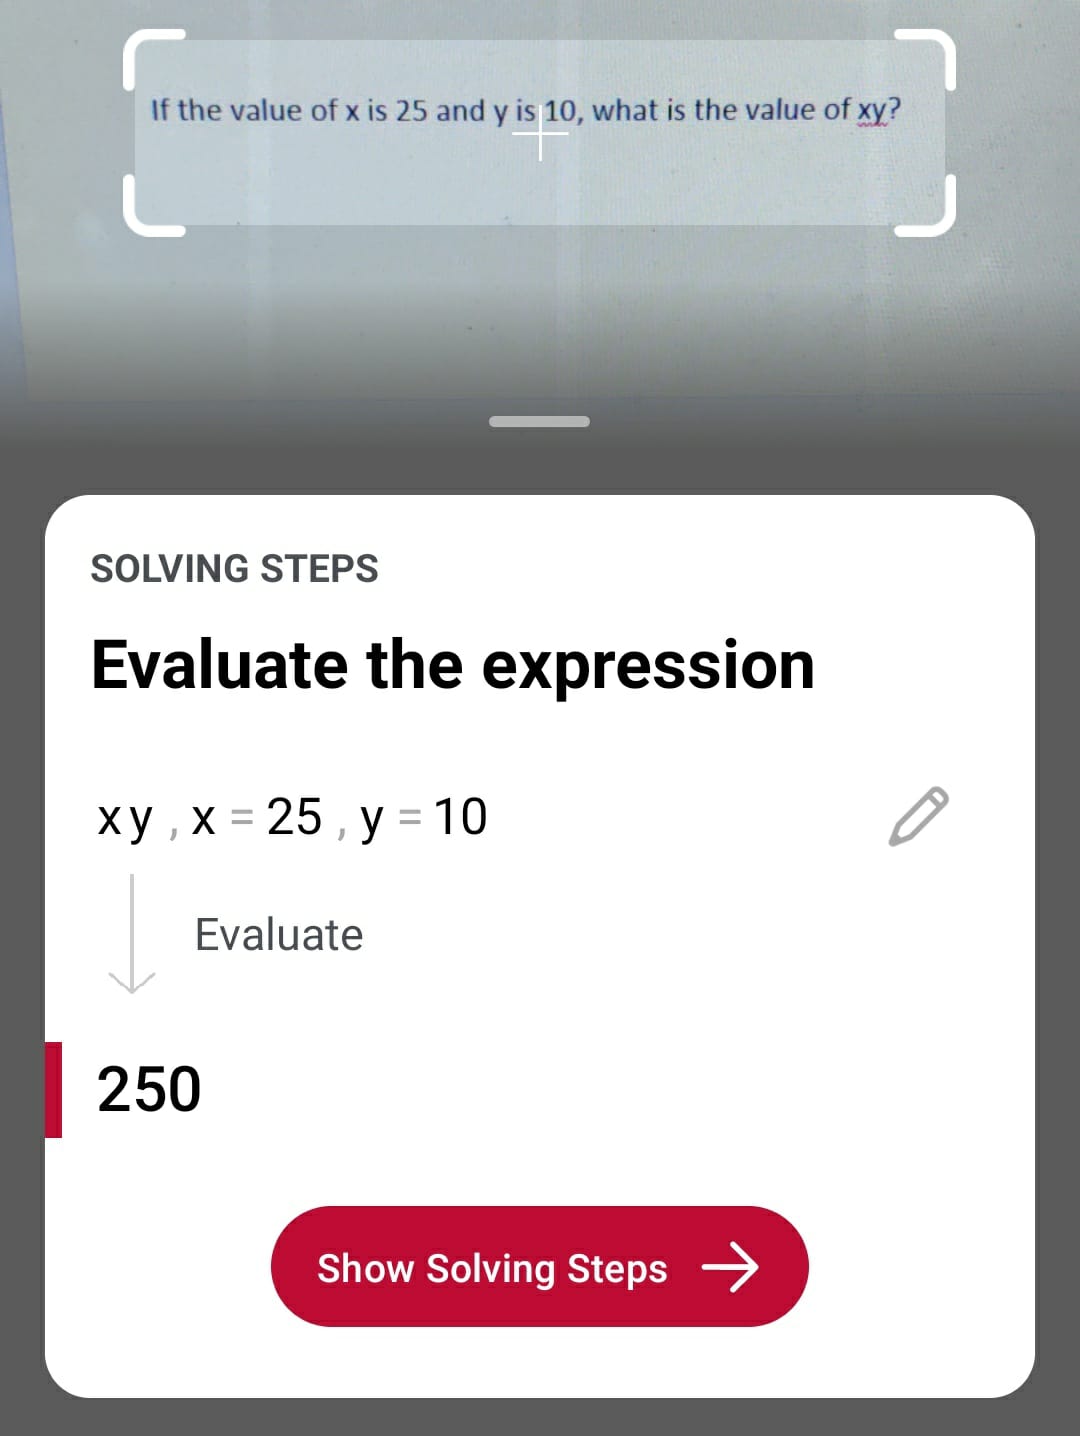 If the value of x is 25 and y is 10, what is the value of xy?
SOLVING STEPS
Evaluate the expression
xy , x = 25 , y = 10
Evaluate
250
Show Solving Steps